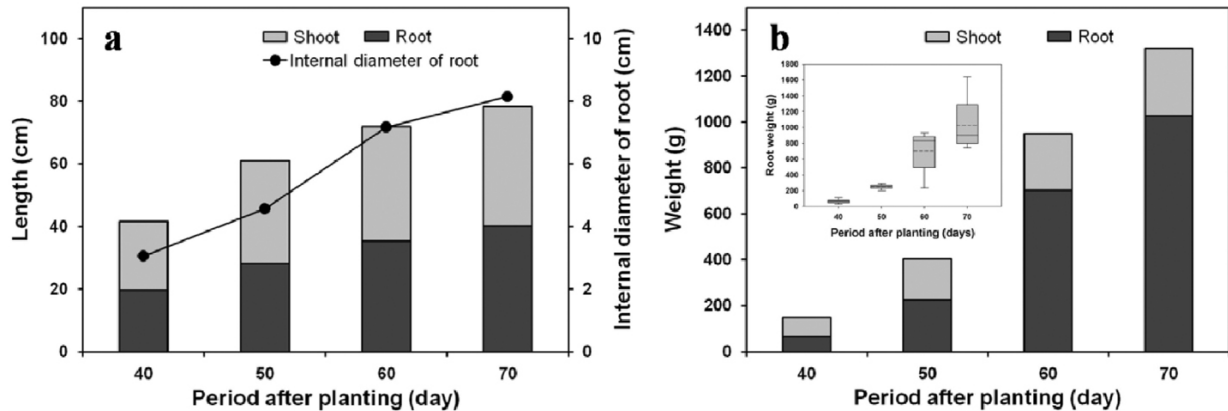 a
Shoot Root
Internal diameter of root
100
80
60
40
20
0
Length (cm)
10
8
6
4
2
0
Internal diameter of root (cm)
40 50 60 70
Period after planting (day)
b
Shoot Root
1400
1200
1000
800
600
400
200
0
Weight (g)
1800
1600
1400
1200
1000
800
600
400
200
0
Root weight (g)
40 50 60 70
Period after planting (days)
40 50 60 70
Period after planting (day)